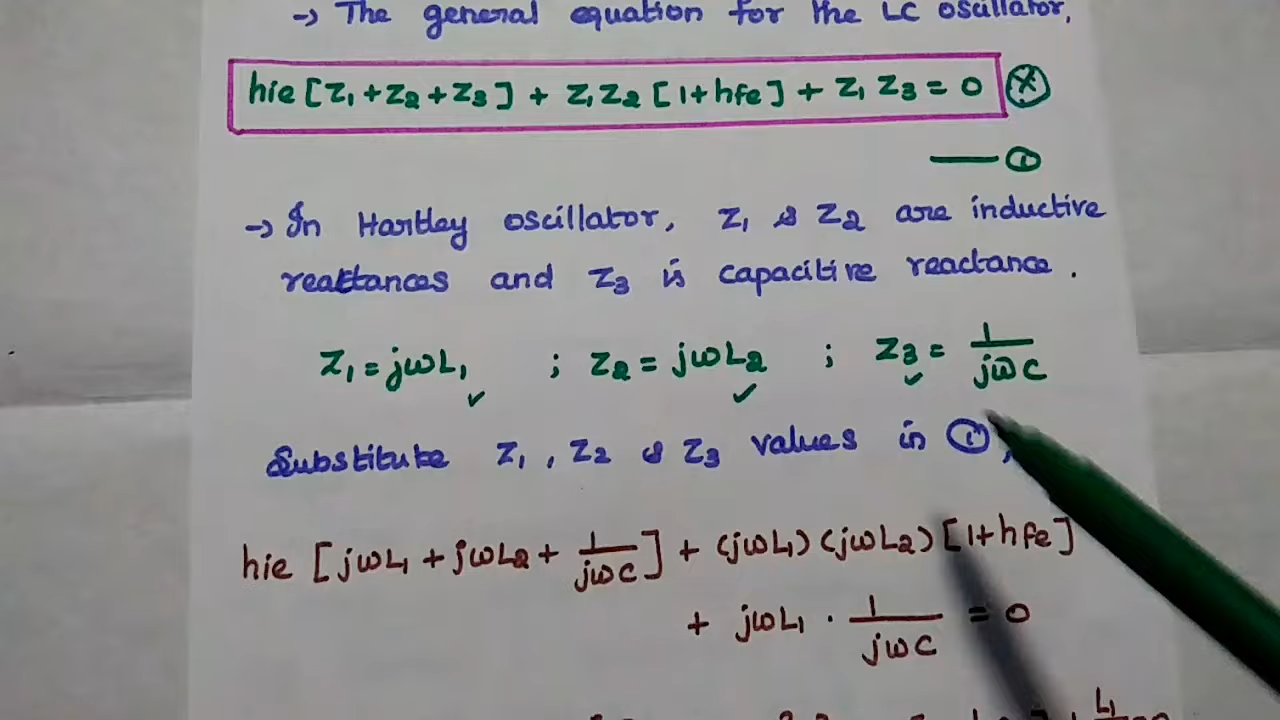 → The general equation for the LC oscillator,
hie [Z₁ + Z₂ + Z₃] + Z₁Z₂ [1 + hfe] + Z₁ Z₃ = 0 ⊛
— ①
→ In Hartley oscillator, Z₁ & Z₂ are inductive
reactances and Z₃ is capacitive reactance.
Z₁ = jωL₁ ; Z₂ = jωL₂ ; Z₃ = 1/jωC
Substitute Z₁, Z₂ & Z₃ values in ①,
hie [jωL₁ + jωL₂ + 1/jωC] + (jωL₁) (jωL₂) [1 + hfe]
+ jωL₁ · 1/jωC = 0